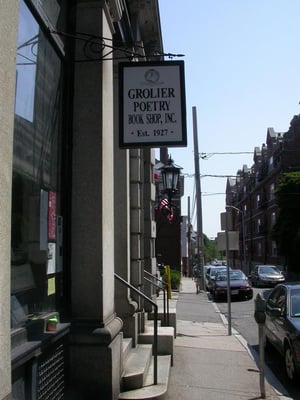 GROLIER
POETRY
BOOK SHOP, INC.
· Est. 1927 ·